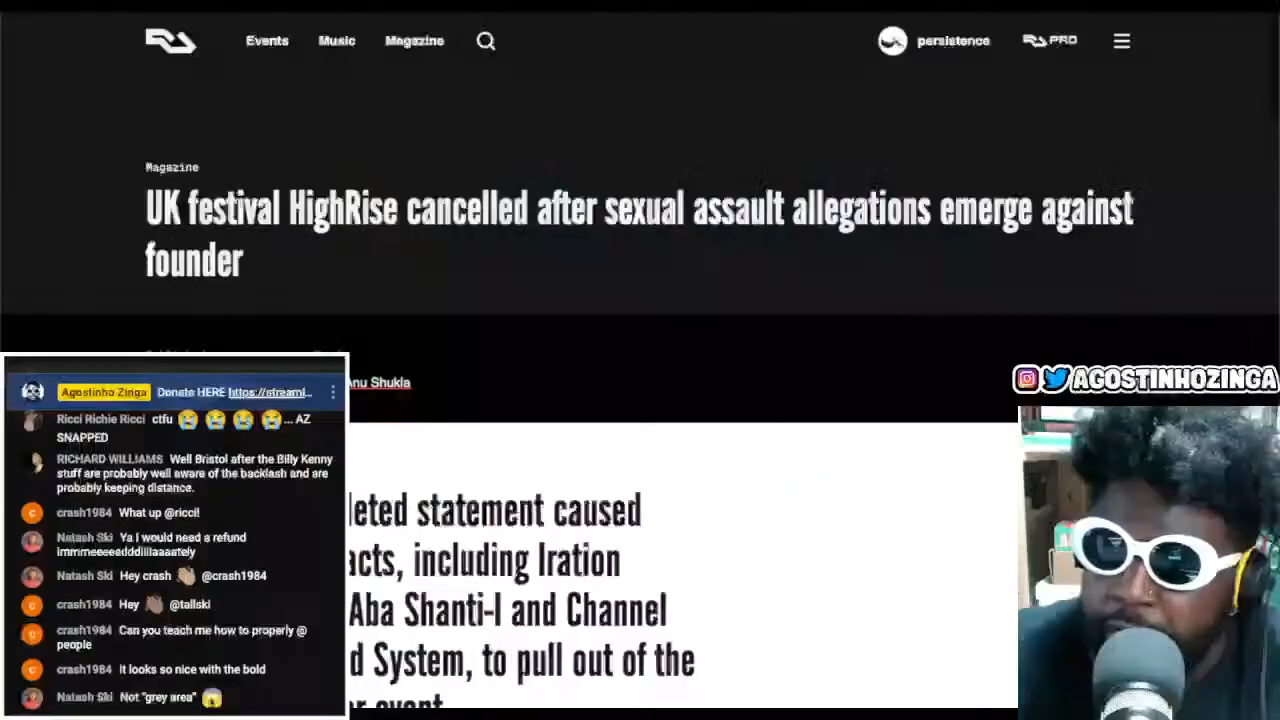 Events Music Magazine
persistence
PRO
Magazine
UK festival HighRise cancelled after sexual assault allegations emerge against
founder
Anu Shukla
Agostinho Zinga Donate HERE https://streaml...
Ricci Richie Ricci ctfu 😭 😭 😭 😭... AZ
SNAPPED
RICHARD WILLIAMS Well Bristol after the Billy Kenny
stuff are probably well aware of the backlash and are
probably keeping distance.
crash1984 What up @ricci!
Natash Ski Ya I would need a refund
Natash Ski Hey crash 👋🏽 @crash1984
crash1984 Hey 👋🏽 @tallski
crash1984 Can you teach me how to properly @
people
crash1984 It looks so nice with the bold
Natash Ski Not "grey area" 😱
leted statement caused
acts, including Iration
Aba Shanti-I and Channel
d System, to pull out of the
er event
AGOSTINHOZINGA